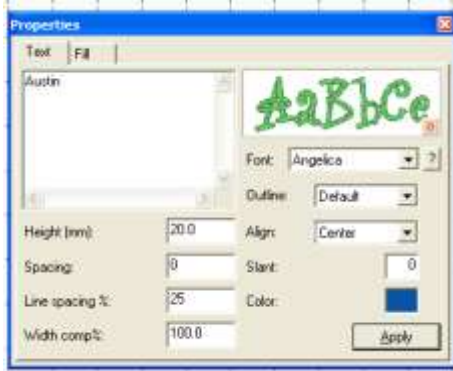 Properties
Text Fill
Austin
AaBbCe
Font: Angelica ?
Outline: Default
Height (mm): 20.0 Align: Center
Spacing: 0 Slant: 0
Line spacing %: 25 Color:
Width comp%: 100.0 Apply